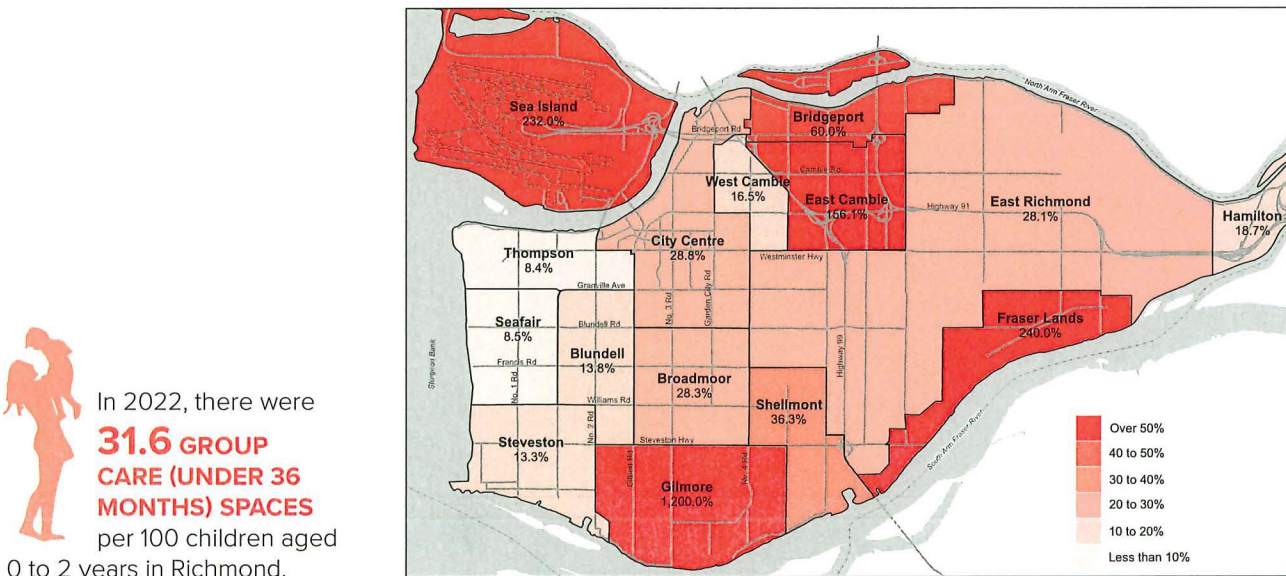 In 2022, there were
31.6 GROUP
CARE (UNDER 36
MONTHS) SPACES
per 100 children aged
0 to 2 years in Richmond.
North Arm Fraser River
Sea Island
232.0%
Bridgeport
60.0%
Bridgeport Rd
Cambie Rd
West Cambie
16.5%
East Cambie
156.1%
Highway 91
East Richmond
28.1%
Hamilton
18.7%
Thompson
8.4%
City Centre
28.8%
Westminster Hwy
Granville Ave
No. 3 Rd
Garden City Rd
Fraser Lands
240.0%
Seafair
8.5%
Blundell Rd
Blundell
13.8%
Highway 99
Sturgeon Bank
Francis Rd
No. 1 Rd
Broadmoor
28.3%
Williams Rd
Shellmont
36.3%
No. 2 Rd
Steveston
13.3%
Steveston Hwy
Gilbert Rd
No. 4 Rd
Gilmore
1,200.0%
South Arm Fraser River
Over 50%
40 to 50%
30 to 40%
20 to 30%
10 to 20%
Less than 10%